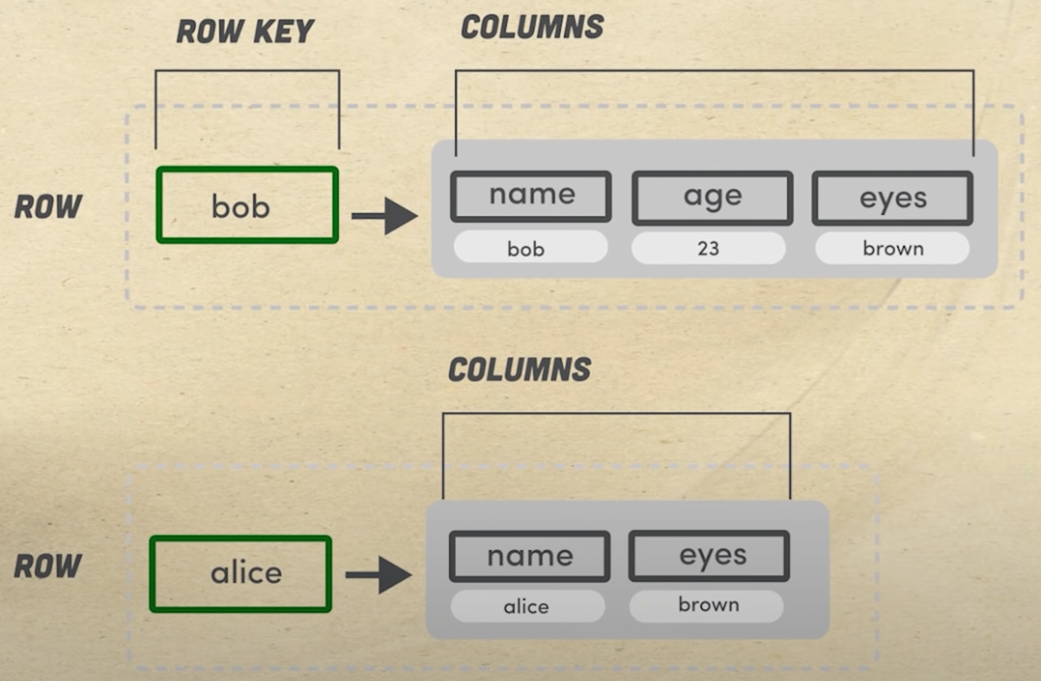 ROW KEY
COLUMNS
ROW
bob
name
age
eyes
bob
23
brown
COLUMNS
ROW
alice
name
eyes
alice
brown